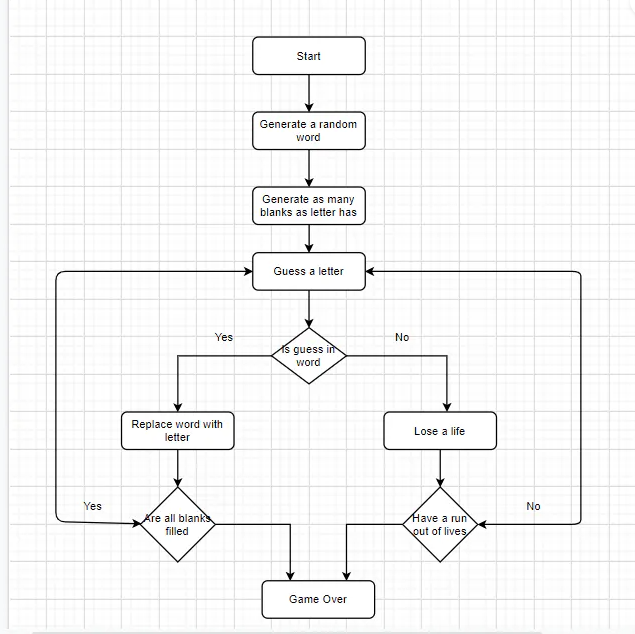 Start
Generate a random
word
Generate as many
blanks as letter has
Guess a letter
Yes
No
Is guess in
word
Replace word with
letter
Lose a life
Yes
Are all blanks
filled
Have a run
out of lives
No
Game Over